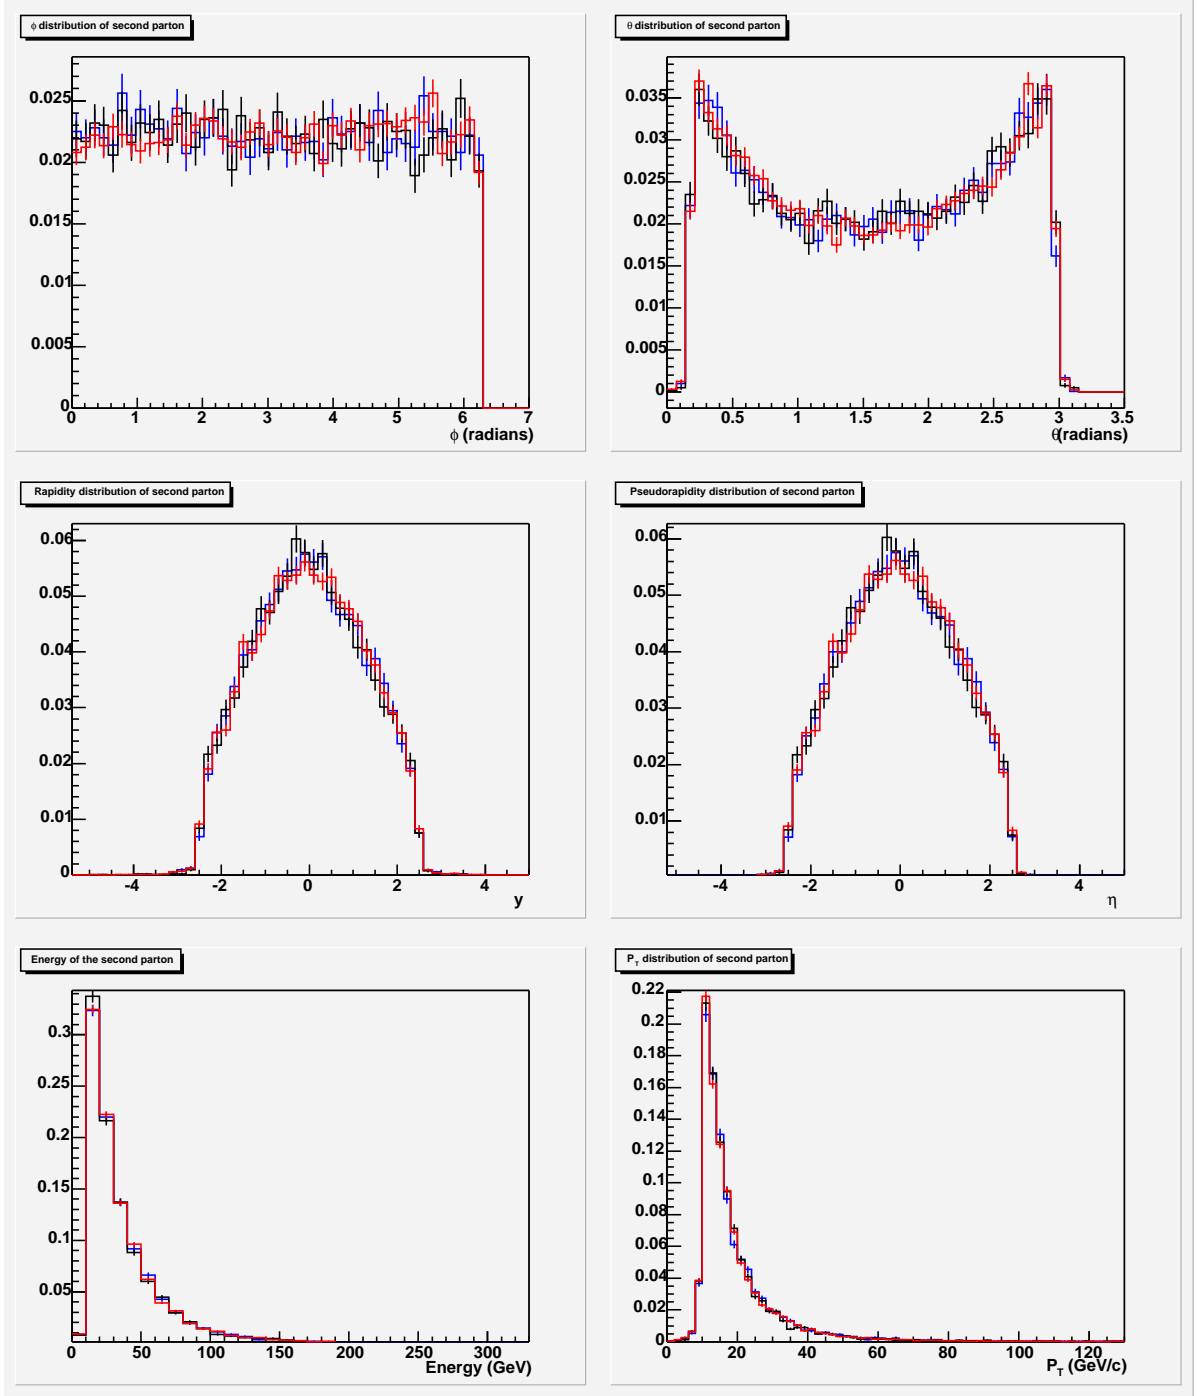 ϕ distribution of second parton
0.025
0.02
0.015
0.01
0.005
0
0 1 2 3 4 5 6 7
ϕ (radians)
θ distribution of second parton
0.035
0.03
0.025
0.02
0.015
0.01
0.005
0
0 0.5 1 1.5 2 2.5 3 3.5
θ(radians)
Rapidity distribution of second parton
0.06
0.05
0.04
0.03
0.02
0.01
0
-4 -2 0 2 4
y
Pseudorapidity distribution of second parton
0.06
0.05
0.04
0.03
0.02
0.01
-4 -2 0 2 4
η
Energy of the second parton
0.3
0.25
0.2
0.15
0.1
0.05
0 50 100 150 200 250 300
Energy (GeV)
P_T distribution of second parton
0.22
0.2
0.18
0.16
0.14
0.12
0.1
0.08
0.06
0.04
0.02
0
0 20 40 60 80 100 120
P_T (GeV/c)